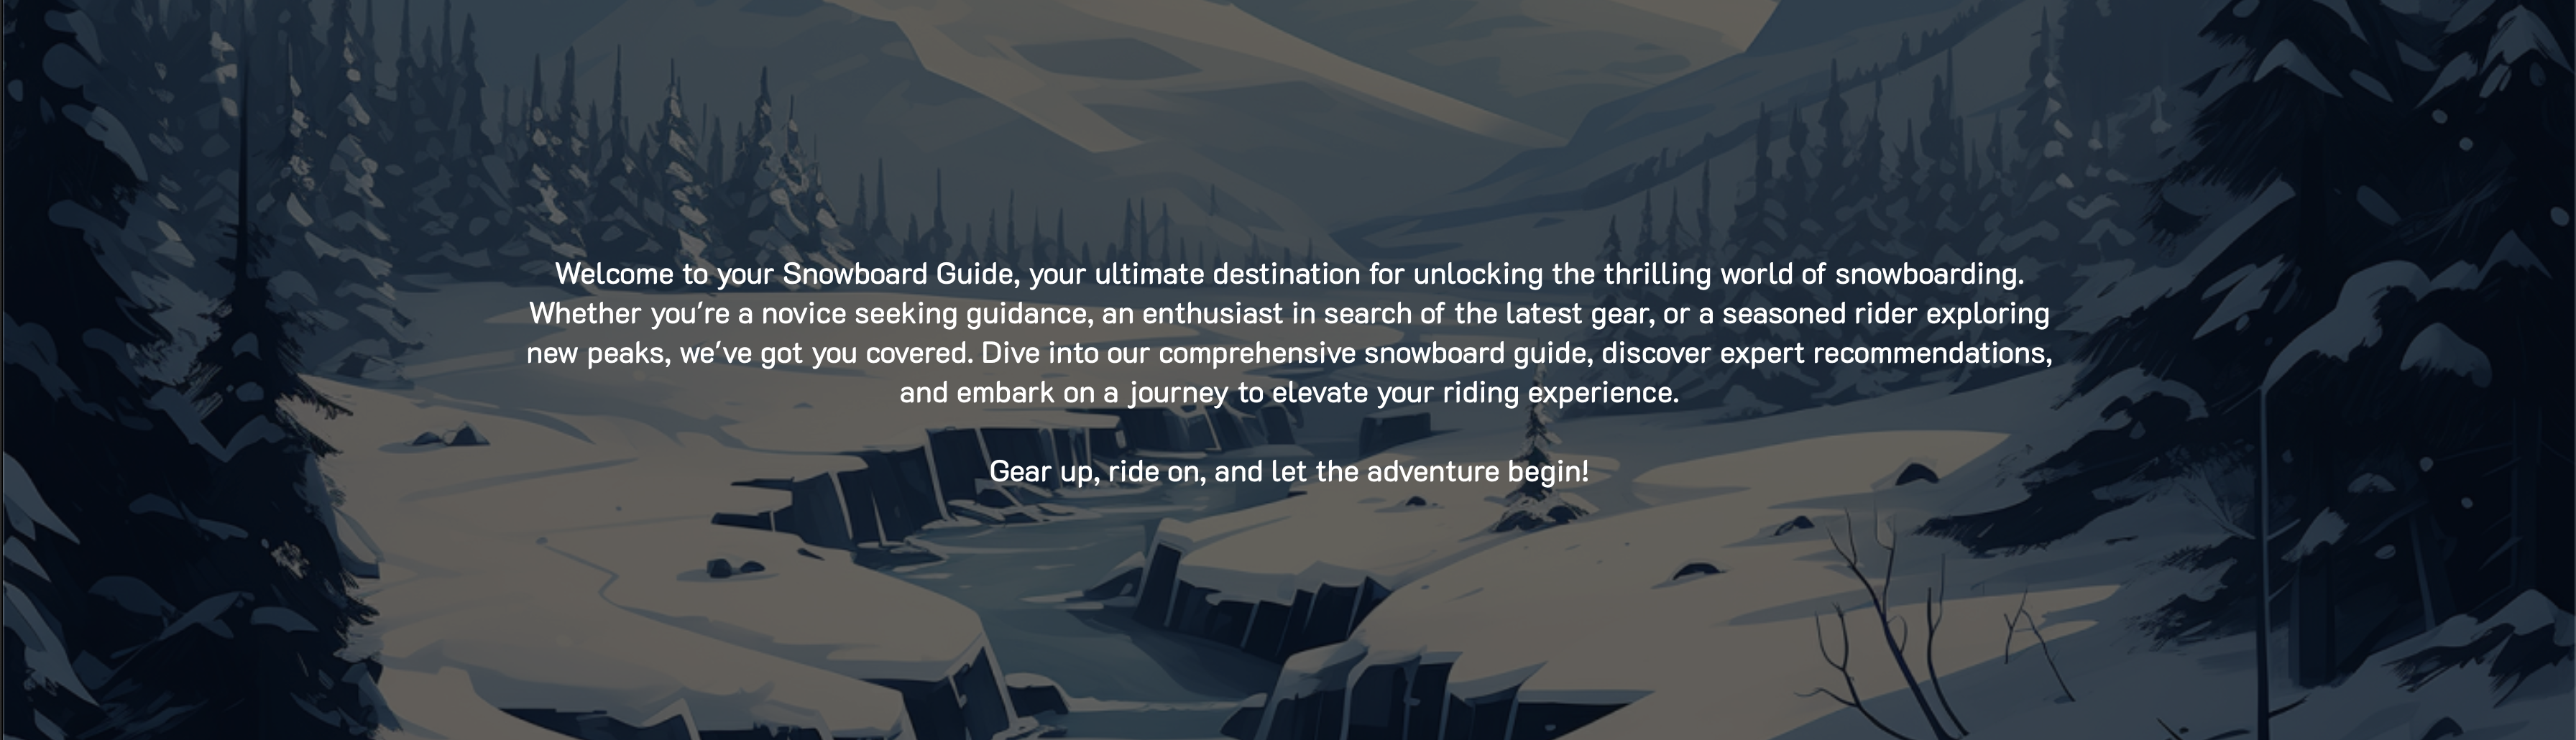 Welcome to your Snowboard Guide, your ultimate destination for unlocking the thrilling world of snowboarding.
Whether you're a novice seeking guidance, an enthusiast in search of the latest gear, or a seasoned rider exploring
new peaks, we've got you covered. Dive into our comprehensive snowboard guide, discover expert recommendations,
and embark on a journey to elevate your riding experience.
Gear up, ride on, and let the adventure begin!